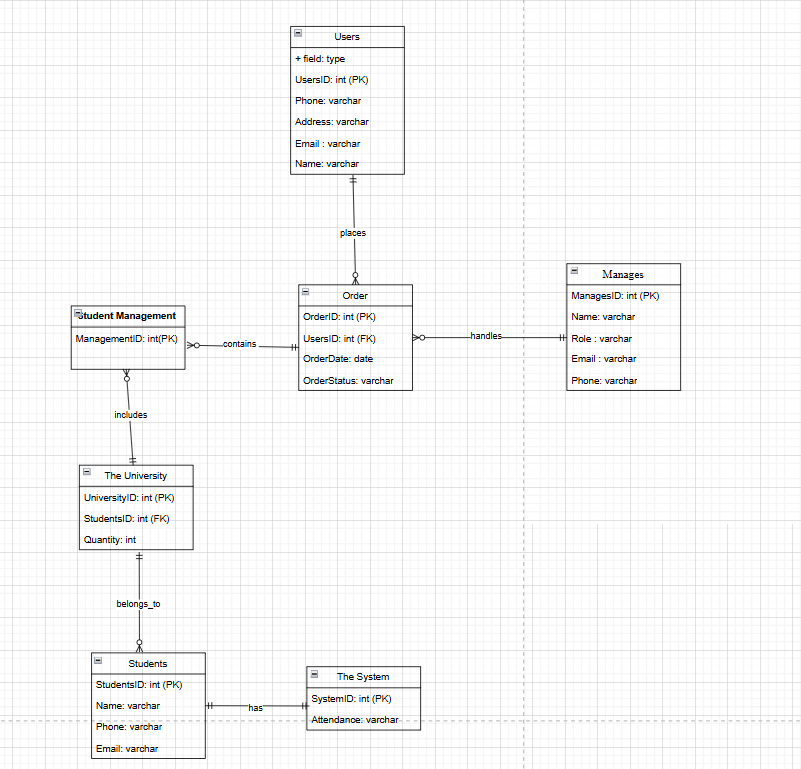 Users
+ field: type
UsersID: int (PK)
Phone: varchar
Address: varchar
Email : varchar
Name: varchar
places
Order
OrderID: int (PK)
UsersID: int (FK)
OrderDate: date
OrderStatus: varchar
Manages
ManagesID: int (PK)
Name: varchar
Role : varchar
Email : varchar
Phone: varchar
handles
Student Management
ManagementID: int(PK)
contains
includes
The University
UniversityID: int (PK)
StudentsID: int (FK)
Quantity: int
belongs_to
Students
StudentsID: int (PK)
Name: varchar
Phone: varchar
Email: varchar
has
The System
SystemID: int (PK)
Attendance: varchar